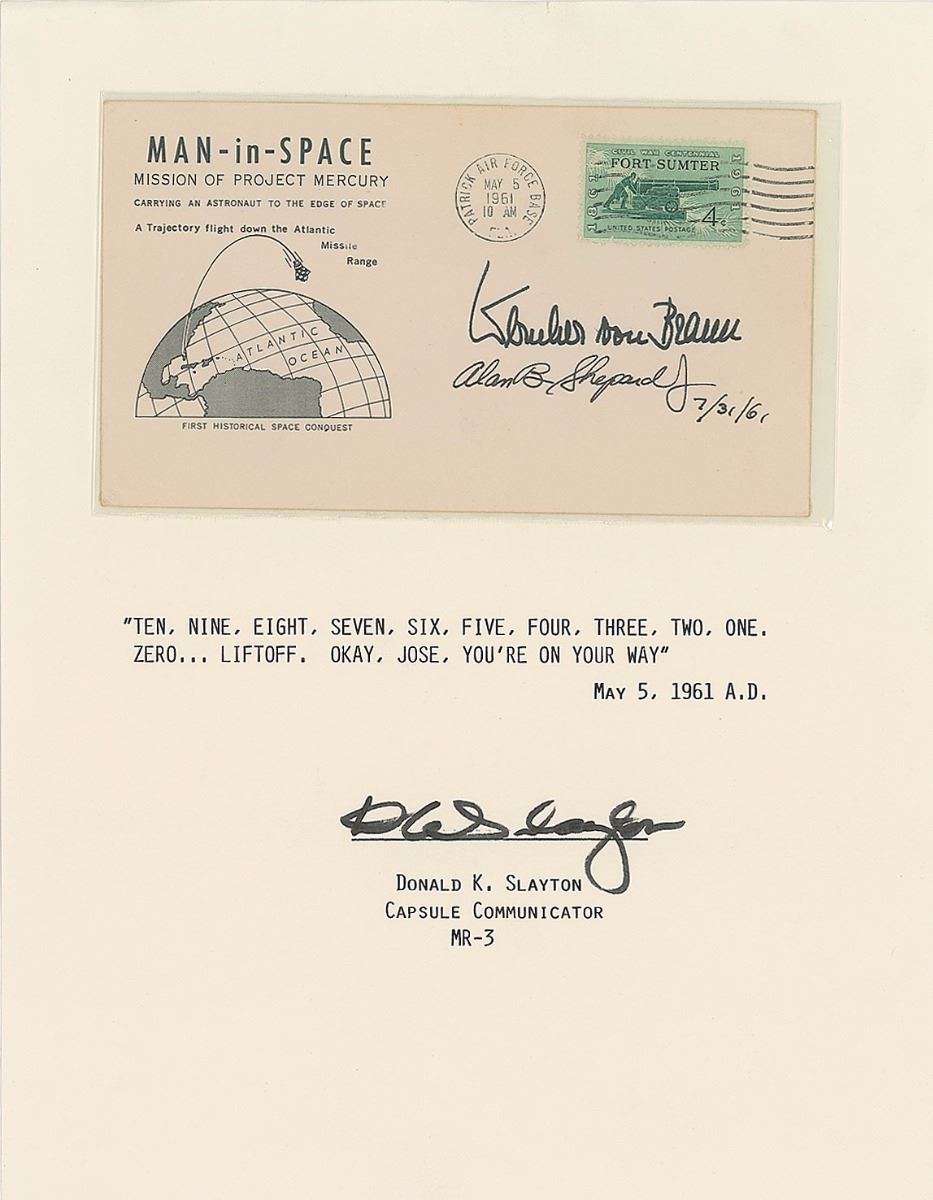 MAN-in-SPACE
MISSION OF PROJECT MERCURY
CARRYING AN ASTRONAUT TO THE EDGE OF SPACE
A Trajectory flight down the Atlantic
Missile
Range
ATLANTIC
OCEAN
FIRST HISTORICAL SPACE CONQUEST
PATRICK AIR FORCE BASE
MAY 5
1961
10 AM
FLA.
CIVIL WAR CENTENNIAL
FORT SUMTER
1861
1961
4¢
UNITED STATES POSTAGE
Wernher von Braun
Alan B. Shepard Jr
7/31/61
"TEN, NINE, EIGHT, SEVEN, SIX, FIVE, FOUR, THREE, TWO, ONE.
ZERO... LIFTOFF. OKAY, JOSE, YOU'RE ON YOUR WAY"
MAY 5, 1961 A.D.
DK Slayton
DONALD K. SLAYTON
CAPSULE COMMUNICATOR
MR-3